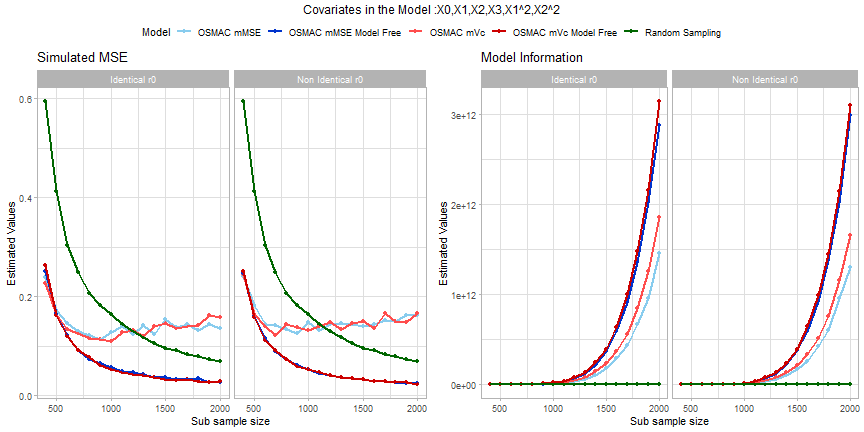 Covariates in the Model :X0,X1,X2,X3,X1^2,X2^2
Model OSMAC mMSE OSMAC mMSE Model Free OSMAC mVc OSMAC mVc Model Free Random Sampling
Simulated MSE
Identical r0 Non Identical r0
Estimated Values
0.6
0.4
0.2
0.0
500 1000 1500 2000 500 1000 1500 2000
Sub sample size
Model Information
Identical r0 Non Identical r0
Estimated Values
3e+12
2e+12
1e+12
0e+00
500 1000 1500 2000 500 1000 1500 2000
Sub sample size